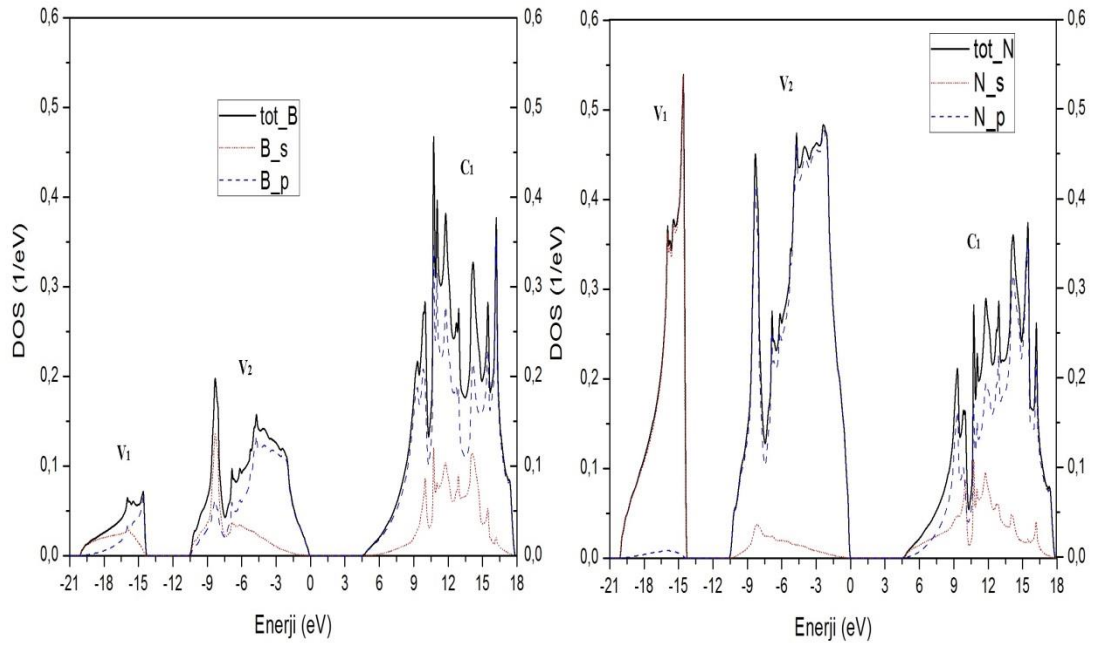 0,6
0,5
0,4
0,3
0,2
0,1
0,0
DOS (1/eV)
-21 -18 -15 -12 -9 -6 -3 0 3 6 9 12 15 18
Enerji (eV)
0,6
0,5
0,4
0,3
0,2
0,1
0,0
tot_B
B_s
B_p
V₁
V₂
C₁
0,6
0,5
0,4
0,3
0,2
0,1
0,0
DOS (1/eV)
-21 -18 -15 -12 -9 -6 -3 0 3 6 9 12 15 18
Enerji (eV)
0,6
0,5
0,4
0,3
0,2
0,1
0,0
tot_N
N_s
N_p
V₁
V₂
C₁